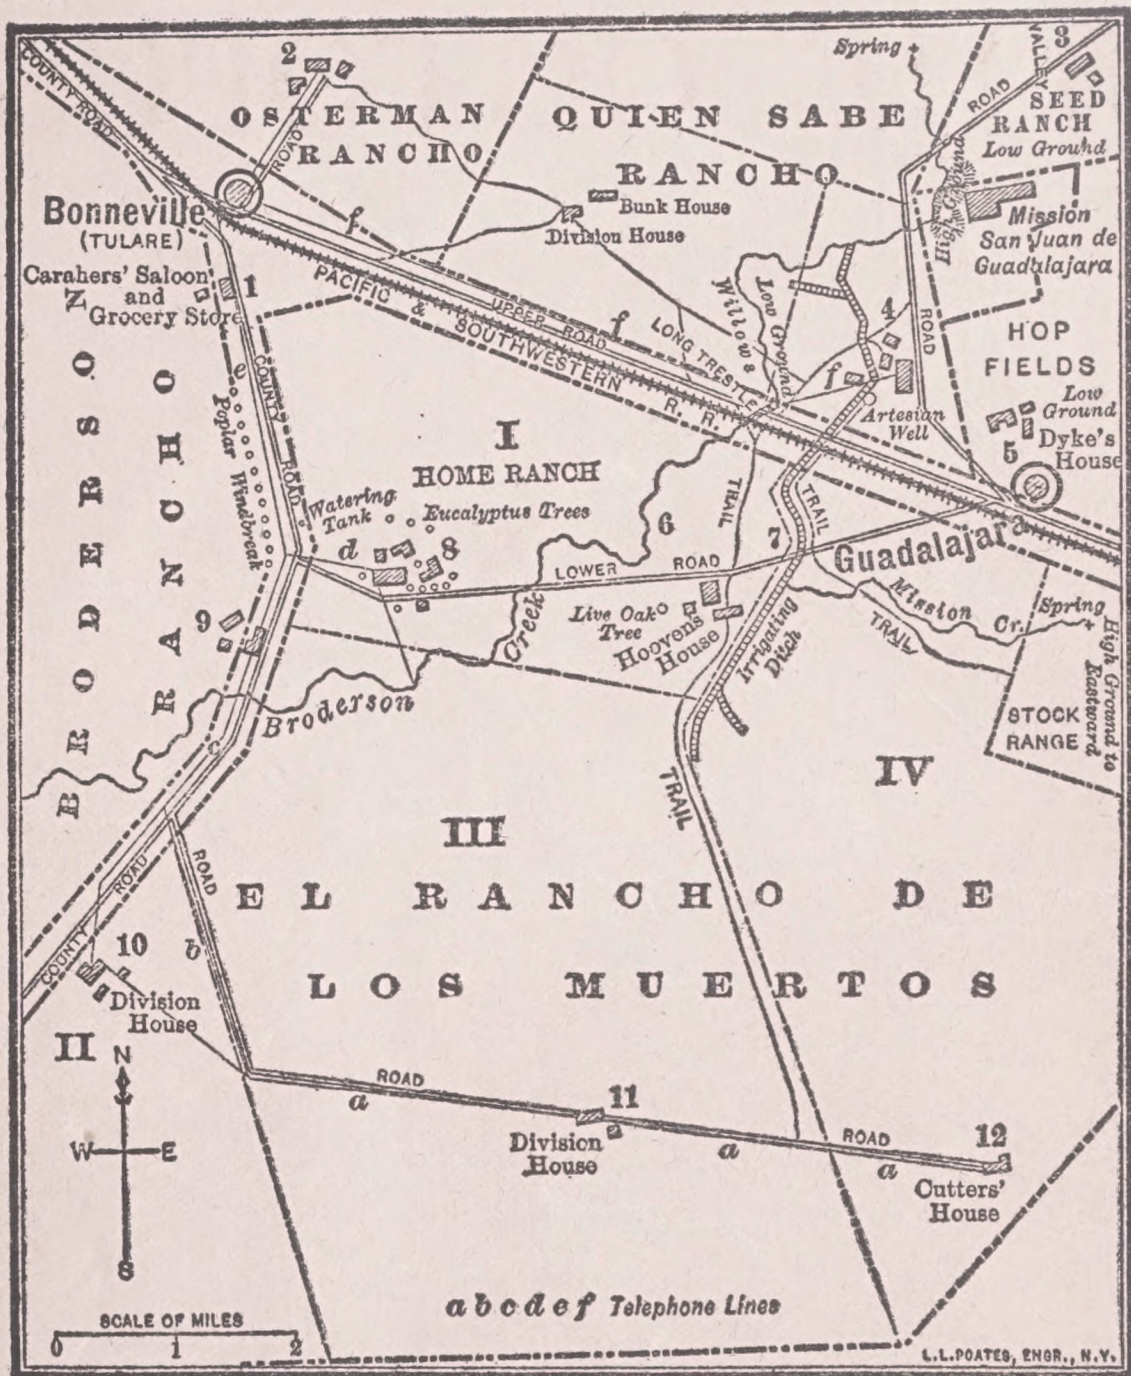 COUNTY ROAD
2
OSTERMAN
RANCHO
ROAD
QUIEN SABE
RANCHO
Spring
VALLEY
ROAD
3
SEED
RANCH
Low Ground
High Ground
Mission
San Juan de
Guadalajara
Bonneville
(TULARE)
Bunk House
Division House
Carahers' Saloon
and
Grocery Store
1
f
PACIFIC & SOUTHWESTERN R. R.
UPPER ROAD
f
LONG TRESTLE
Willows
Low Ground
4
ROAD
f
Artesian
Well
HOP
FIELDS
Low
Ground
Dyke's
House
5
BRODERSON
RANCHO
e
COUNTY ROAD
Poplar Windbreak
I
HOME RANCH
Watering
Tank
Eucalyptus Trees
d
8
6
TRAIL
7
TRAIL
Guadalajara
LOWER ROAD
9
Live Oak
Tree
Hooven's
House
Irrigating
Ditch
Mission Cr.
TRAIL
Spring
High Ground to
Eastward
Broderson Creek
c
STOCK
RANGE
IV
III
TRAIL
EL RANCHO DE
LOS MUERTOS
ROAD
b
COUNTY ROAD
10
Division
House
II
N
W E
S
ROAD
a
11
Division
House
a
ROAD
a
12
Cutters'
House
a b c d e f Telephone Lines
SCALE OF MILES
0 1 2
L.L.POATES, ENGR., N.Y.